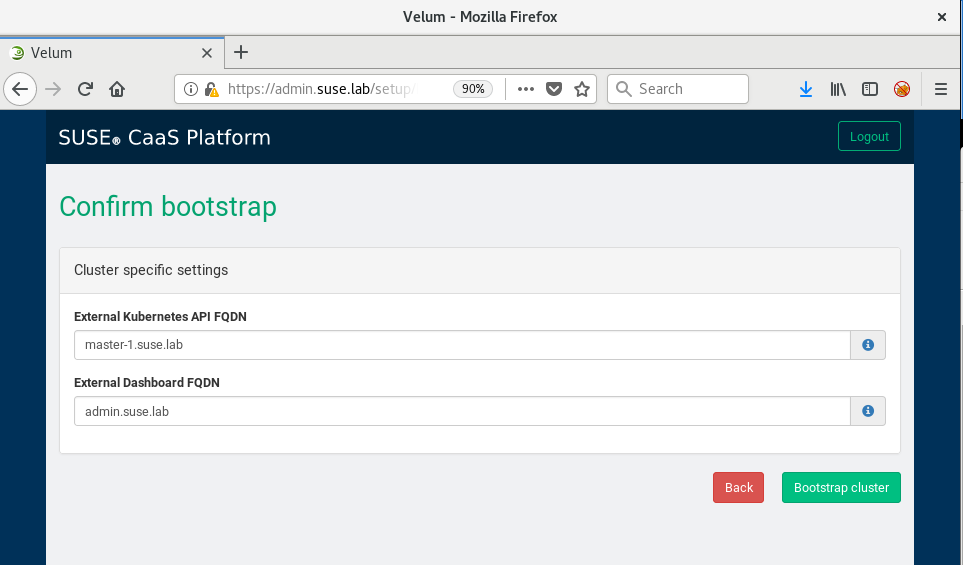 Velum - Mozilla Firefox
Velum
https://admin.suse.lab/setup/
90%
Search
SUSE® CaaS Platform
Logout
Confirm bootstrap
Cluster specific settings
External Kubernetes API FQDN
master-1.suse.lab
External Dashboard FQDN
admin.suse.lab
Back
Bootstrap cluster